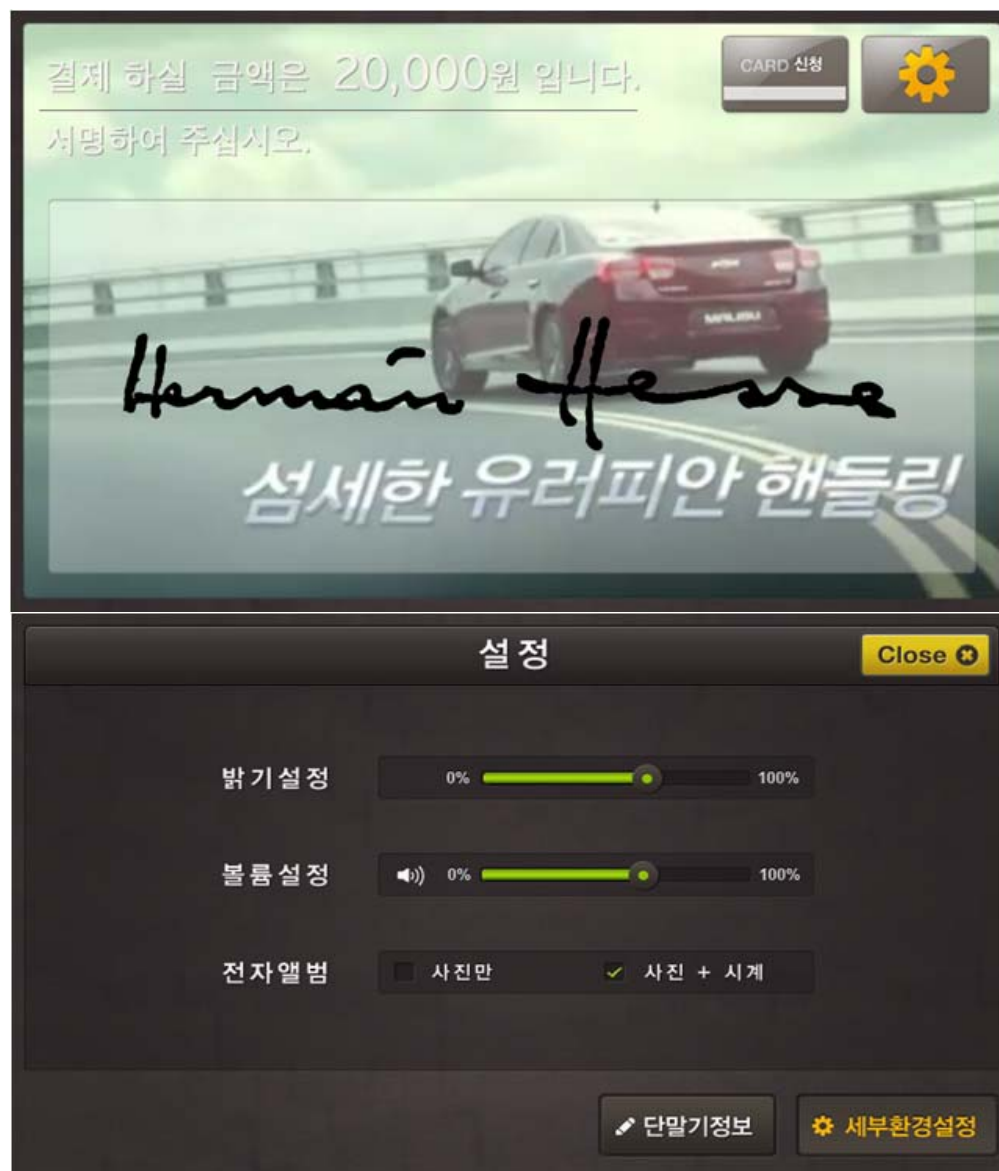 결제 하실 금액은 20,000원 입니다.
CARD 신청
서명하여 주십시오.
MALIBU
Herman Hesse
섬세한 유러피안 핸들링
설정
Close
밝기설정 0% 100%
볼륨설정 0% 100%
전자앨범 사진만 사진 + 시계
단말기정보 세부환경설정